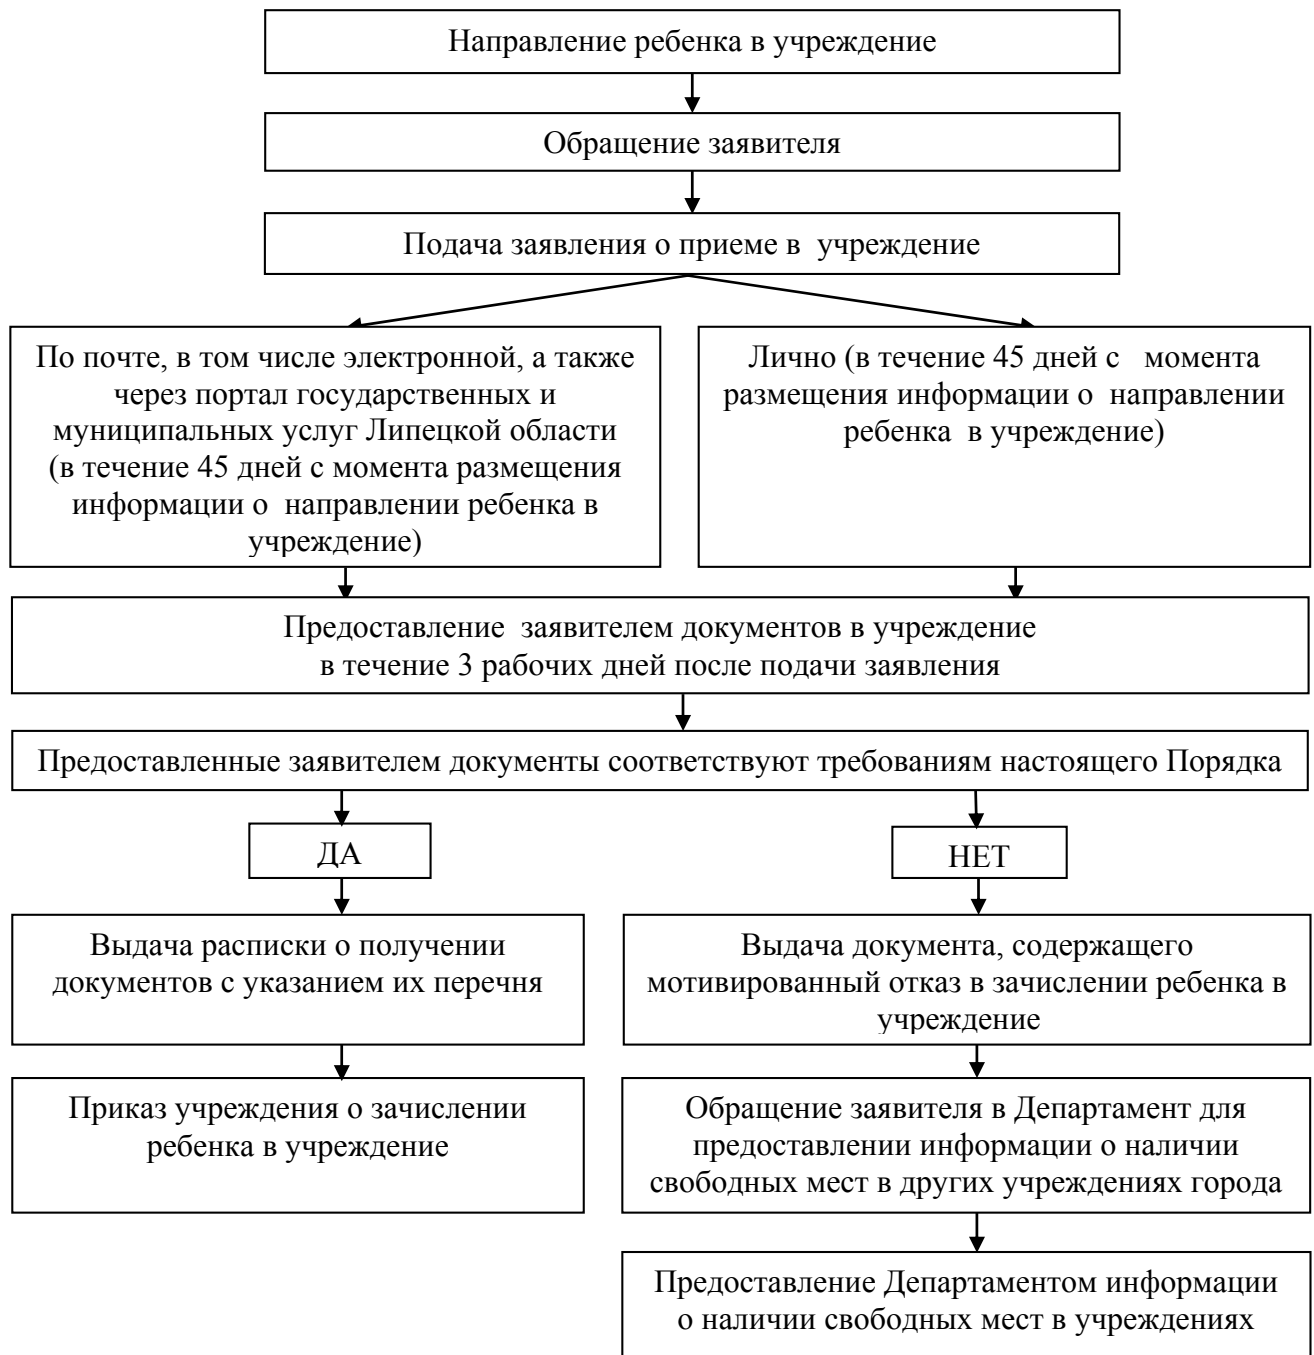 Направление ребенка в учреждение
Обращение заявителя
Подача заявления о приеме в учреждение
По почте, в том числе электронной, а также
через портал государственных и
муниципальных услуг Липецкой области
(в течение 45 дней с момента размещения
информации о направлении ребенка в
учреждение)
Лично (в течение 45 дней с момента
размещения информации о направлении
ребенка в учреждение)
Предоставление заявителем документов в учреждение
в течение 3 рабочих дней после подачи заявления
Предоставленные заявителем документы соответствуют требованиям настоящего Порядка
ДА
НЕТ
Выдача расписки о получении
документов с указанием их перечня
Выдача документа, содержащего
мотивированный отказ в зачислении ребенка в
учреждение
Приказ учреждения о зачислении
ребенка в учреждение
Обращение заявителя в Департамент для
предоставлении информации о наличии
свободных мест в других учреждениях города
Предоставление Департаментом информации
о наличии свободных мест в учреждениях